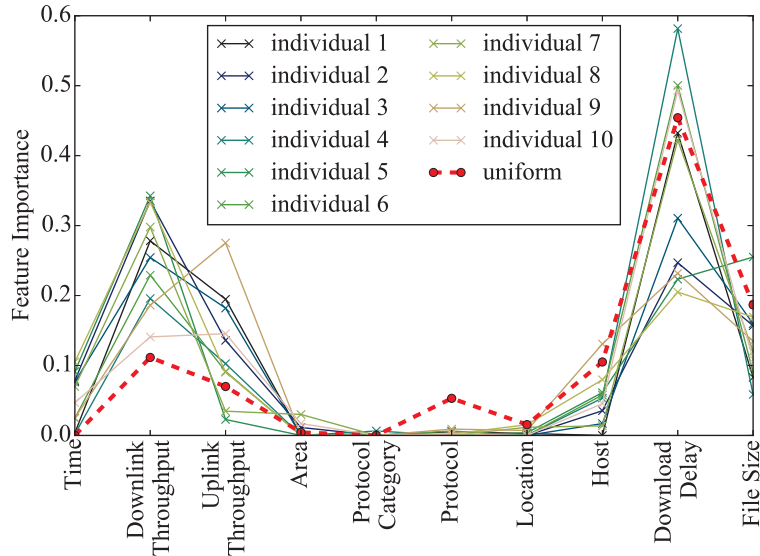 0.6
0.5
0.4
0.3
0.2
0.1
0.0
Feature Importance
individual 1
individual 2
individual 3
individual 4
individual 5
individual 6
individual 7
individual 8
individual 9
individual 10
uniform
Time
Downlink
Throughput
Uplink
Throughput
Area
Protocol
Category
Protocol
Location
Host
Download
Delay
File Size